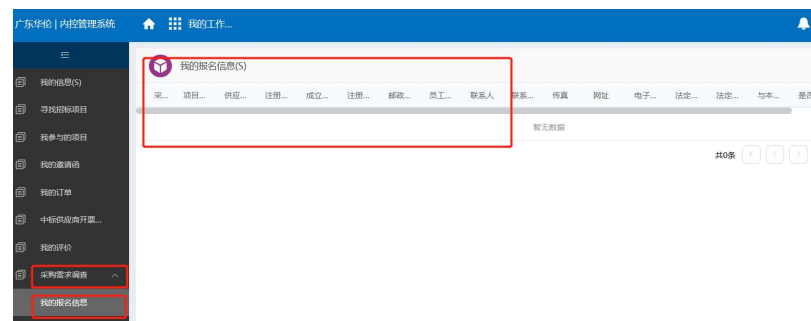 广东华伦 | 内控管理系统
我的工作...
我的信息(S)
寻找招标项目
我参与的项目
我的邀请函
我的订单
中标供应商开票...
我的评价
采购需求调查
我的报名信息
我的报名信息(S)
采... 项目... 供应... 注册... 成立... 注册... 邮政... 员工... 联系人 联系... 传真 网址 电子... 法定... 法定... 与本... 是否
暂无数据
共0条